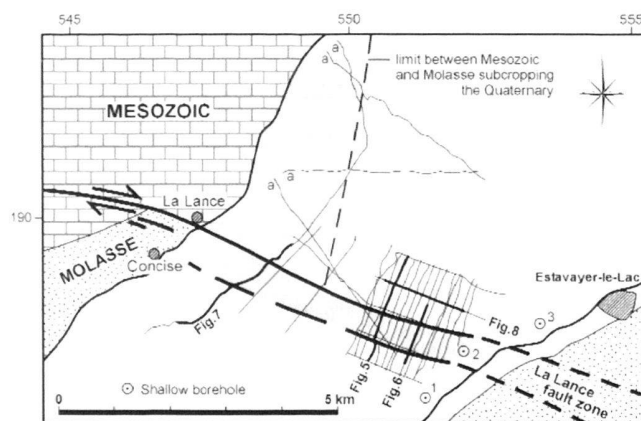 545
550
555
a
a
limit between Mesozoic
and Molasse subcropping
the Quaternary
MESOZOIC
a
a
La Lance
190
MOLASSE
Concise
Estavayer-le-Lac
Fig.7
3
Fig.8
2
Fig.5
Fig.6
1
La Lance
fault zone
Shallow borehole
0
5 km